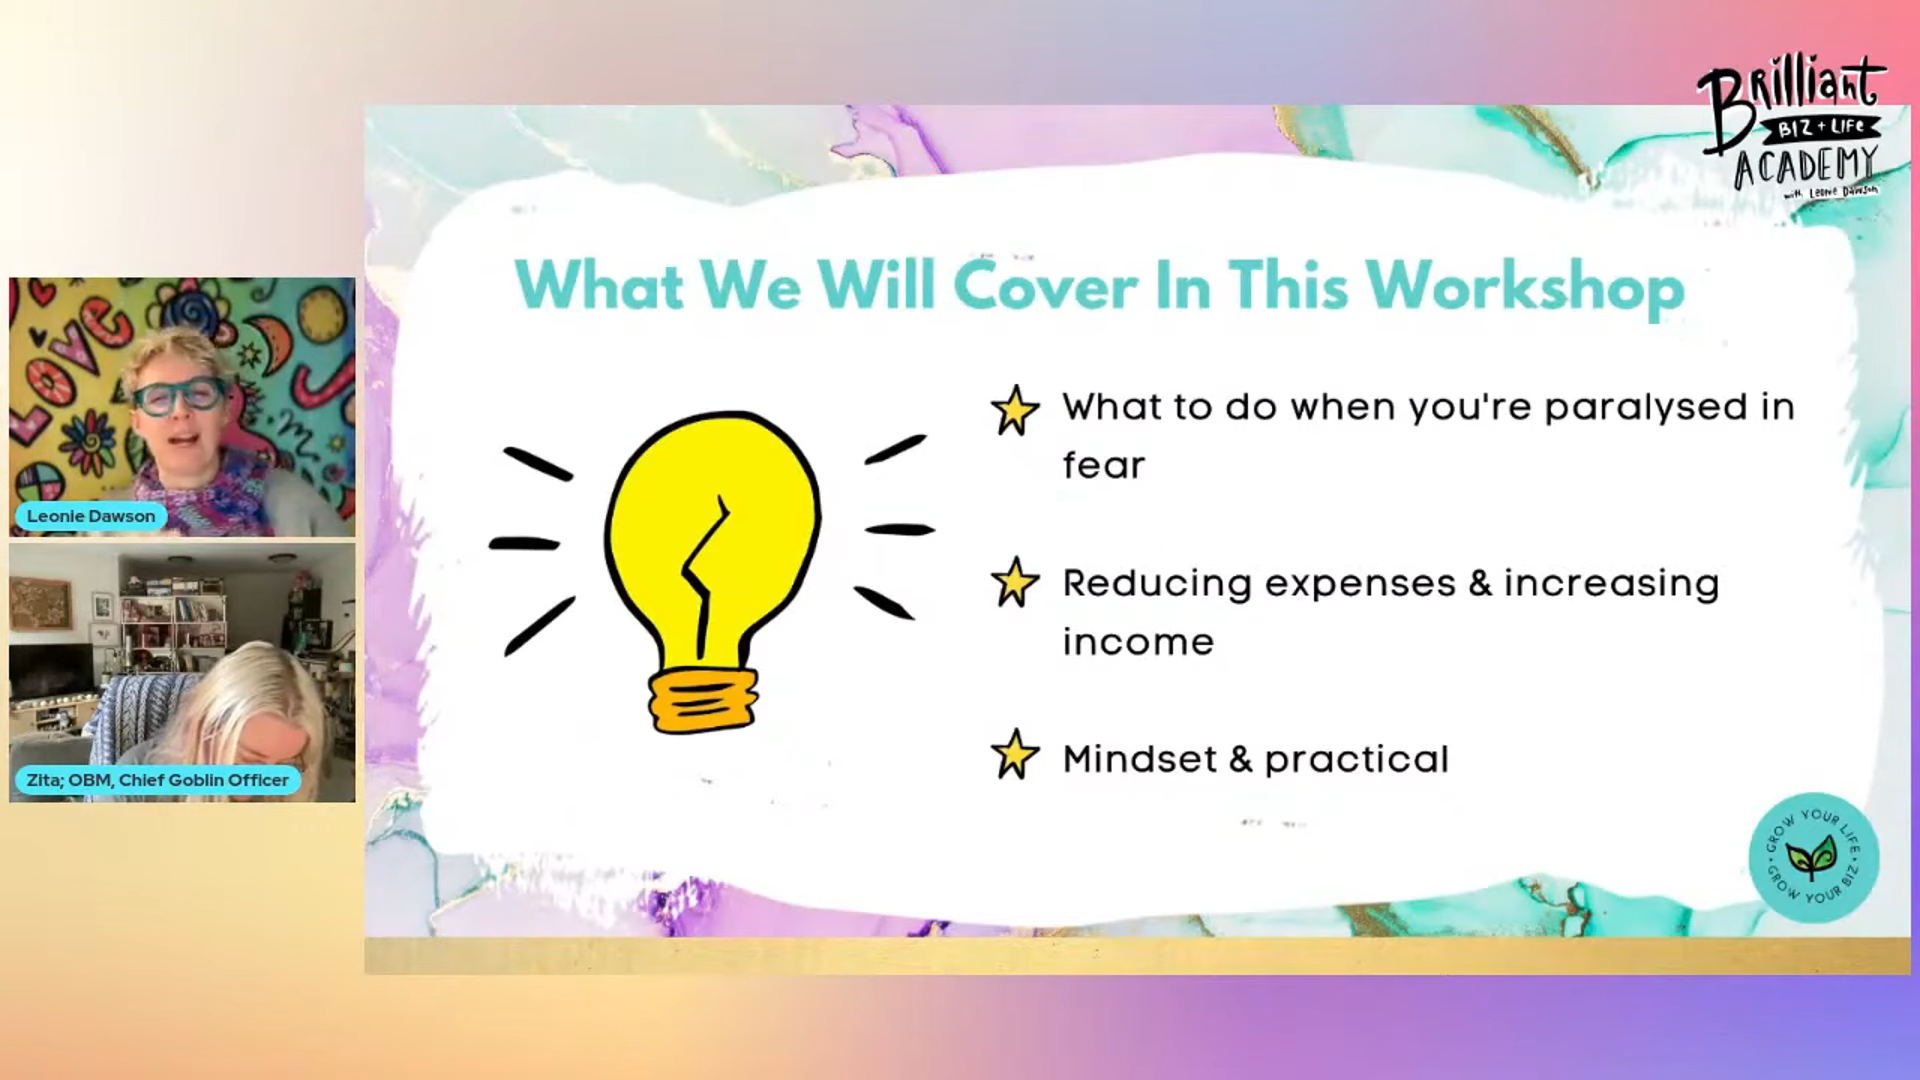 Brilliant
BIZ + LIFE
ACADEMY
with Leonie Dawson
What We Will Cover In This Workshop
What to do when you're paralysed in
fear
Reducing expenses & increasing
income
Mindset & practical
LOVE
Leonie Dawson
Zita; OBM, Chief Goblin Officer
GROW YOUR LIFE
GROW YOUR BIZ